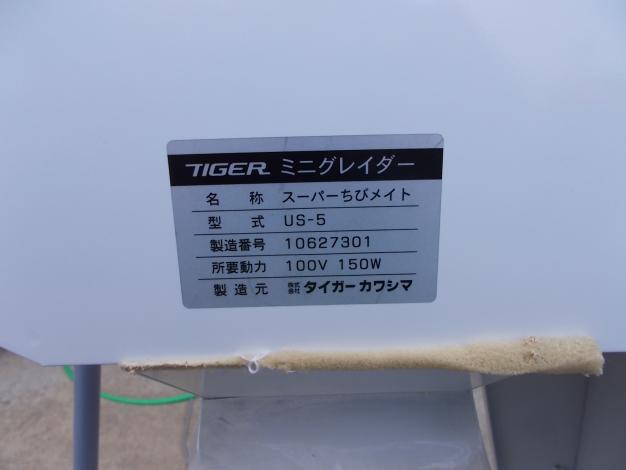 TIGER ミニグレイダー
名称 スーパーちびメイト
型式 US-5
製造番号 10627301
所要動力 100V 150W
製造元 株式会社 タイガーカワシマ